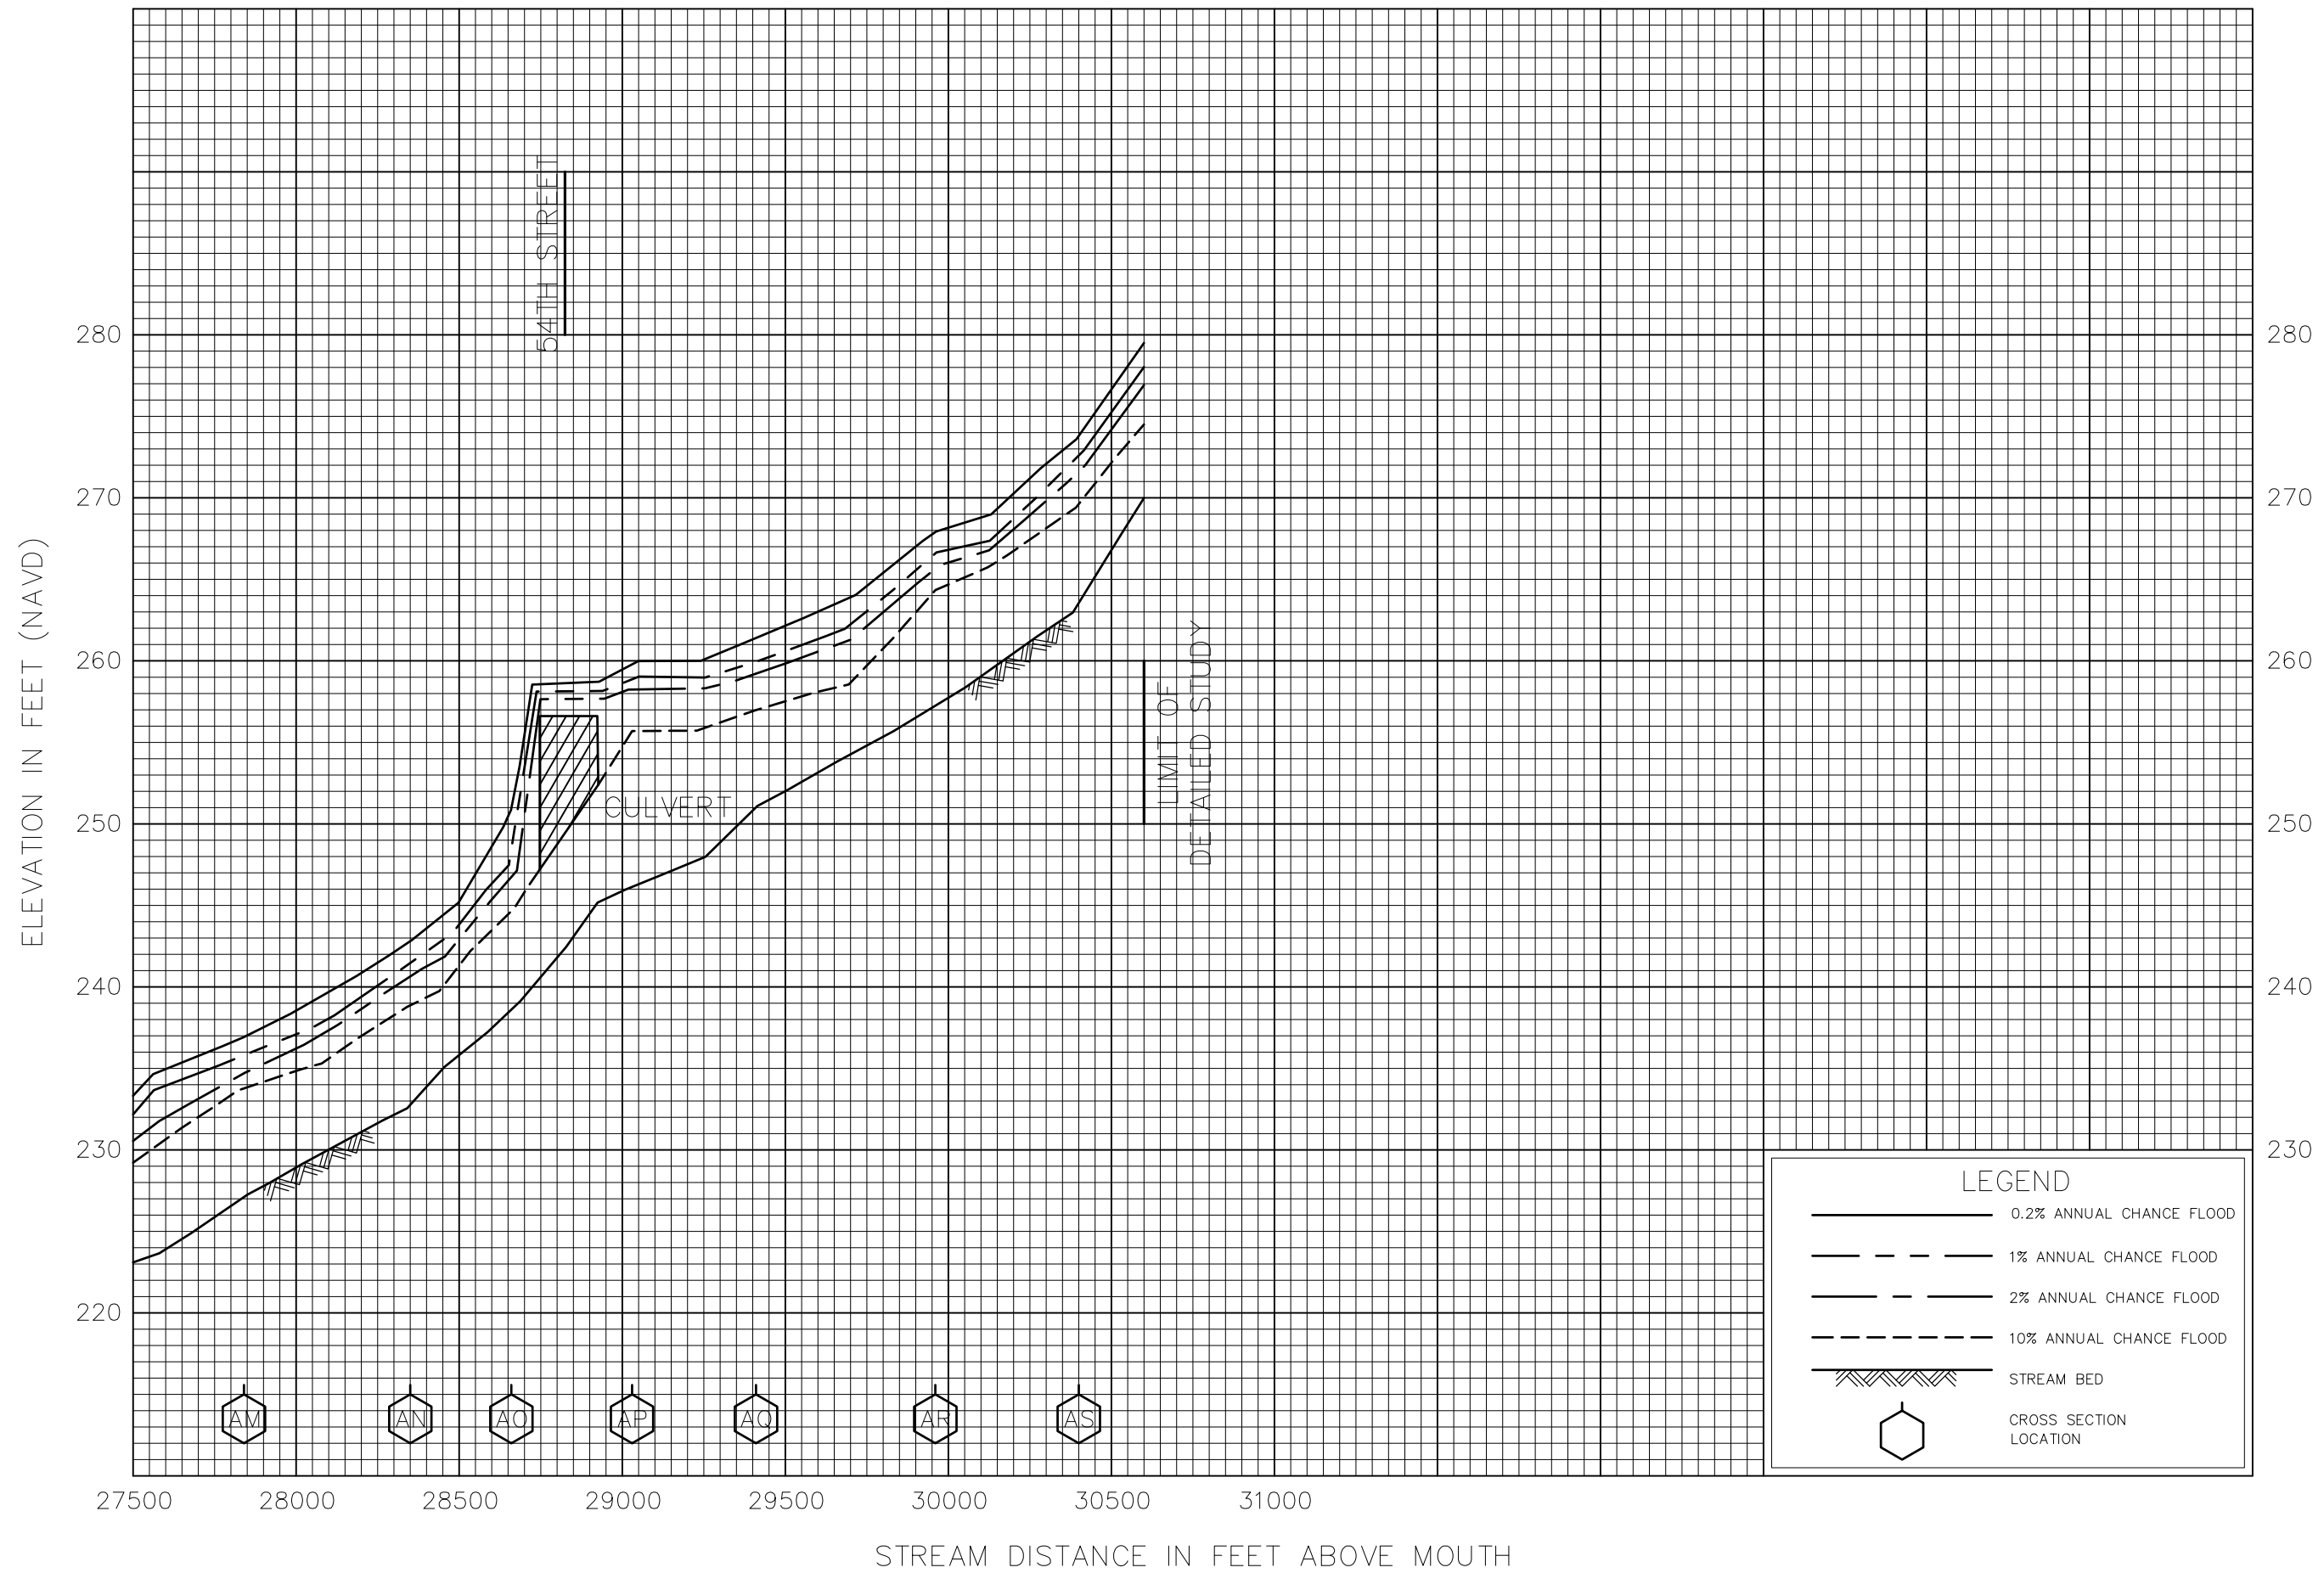 54TH STREET
280
280
270
270
ELEVATION IN FEET (NAVD)
260
260
LIMIT OF
DETAILED STUDY
CULVERT
250
250
240
240
230
230
220
LEGEND
0.2% ANNUAL CHANCE FLOOD
1% ANNUAL CHANCE FLOOD
2% ANNUAL CHANCE FLOOD
10% ANNUAL CHANCE FLOOD
STREAM BED
CROSS SECTION
LOCATION
AM
AN
AO
AP
AQ
AR
AS
27500
28000
28500
29000
29500
30000
30500
31000
STREAM DISTANCE IN FEET ABOVE MOUTH